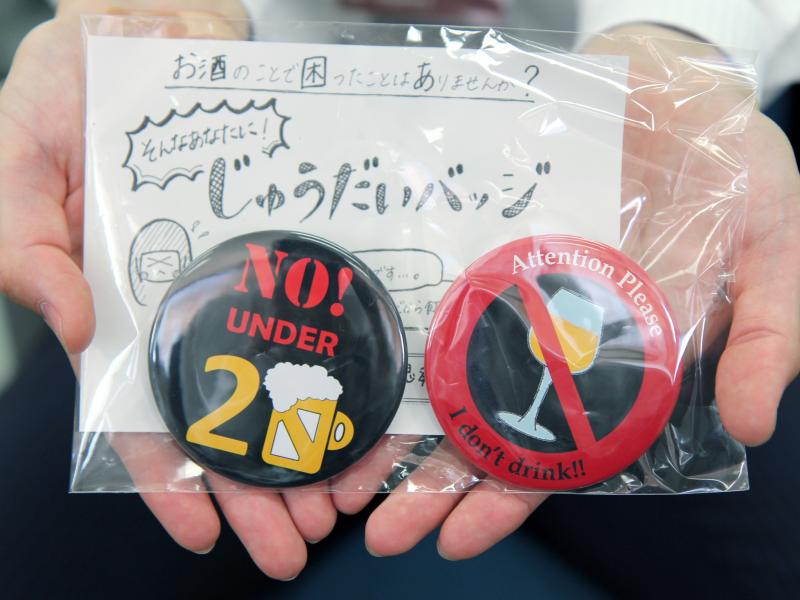 お酒のことで困ったことはありませんか?
そんなあなたに!
じゅうだいバッジ
です…。
NO!
UNDER
2
Attention Please
I don't drink!!